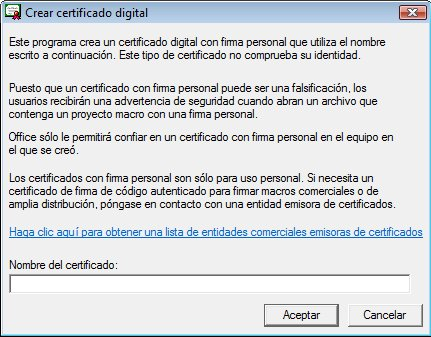 Crear certificado digital
Este programa crea un certificado digital con firma personal que utiliza el nombre
escrito a continuación. Este tipo de certificado no comprueba su identidad.
Puesto que un certificado con firma personal puede ser una falsificación, los
usuarios recibirán una advertencia de seguridad cuando abran un archivo que
contenga un proyecto macro con una firma personal.
Office sólo le permitirá confiar en un certificado con firma personal en el equipo en
el que se creó.
Los certificados con firma personal son sólo para uso personal. Si necesita un
certificado de firma de código autenticado para firmar macros comerciales o de
amplia distribución, póngase en contacto con una entidad emisora de certificados.
Haga clic aquí para obtener una lista de entidades comerciales emisoras de certificados
Nombre del certificado:
Aceptar Cancelar